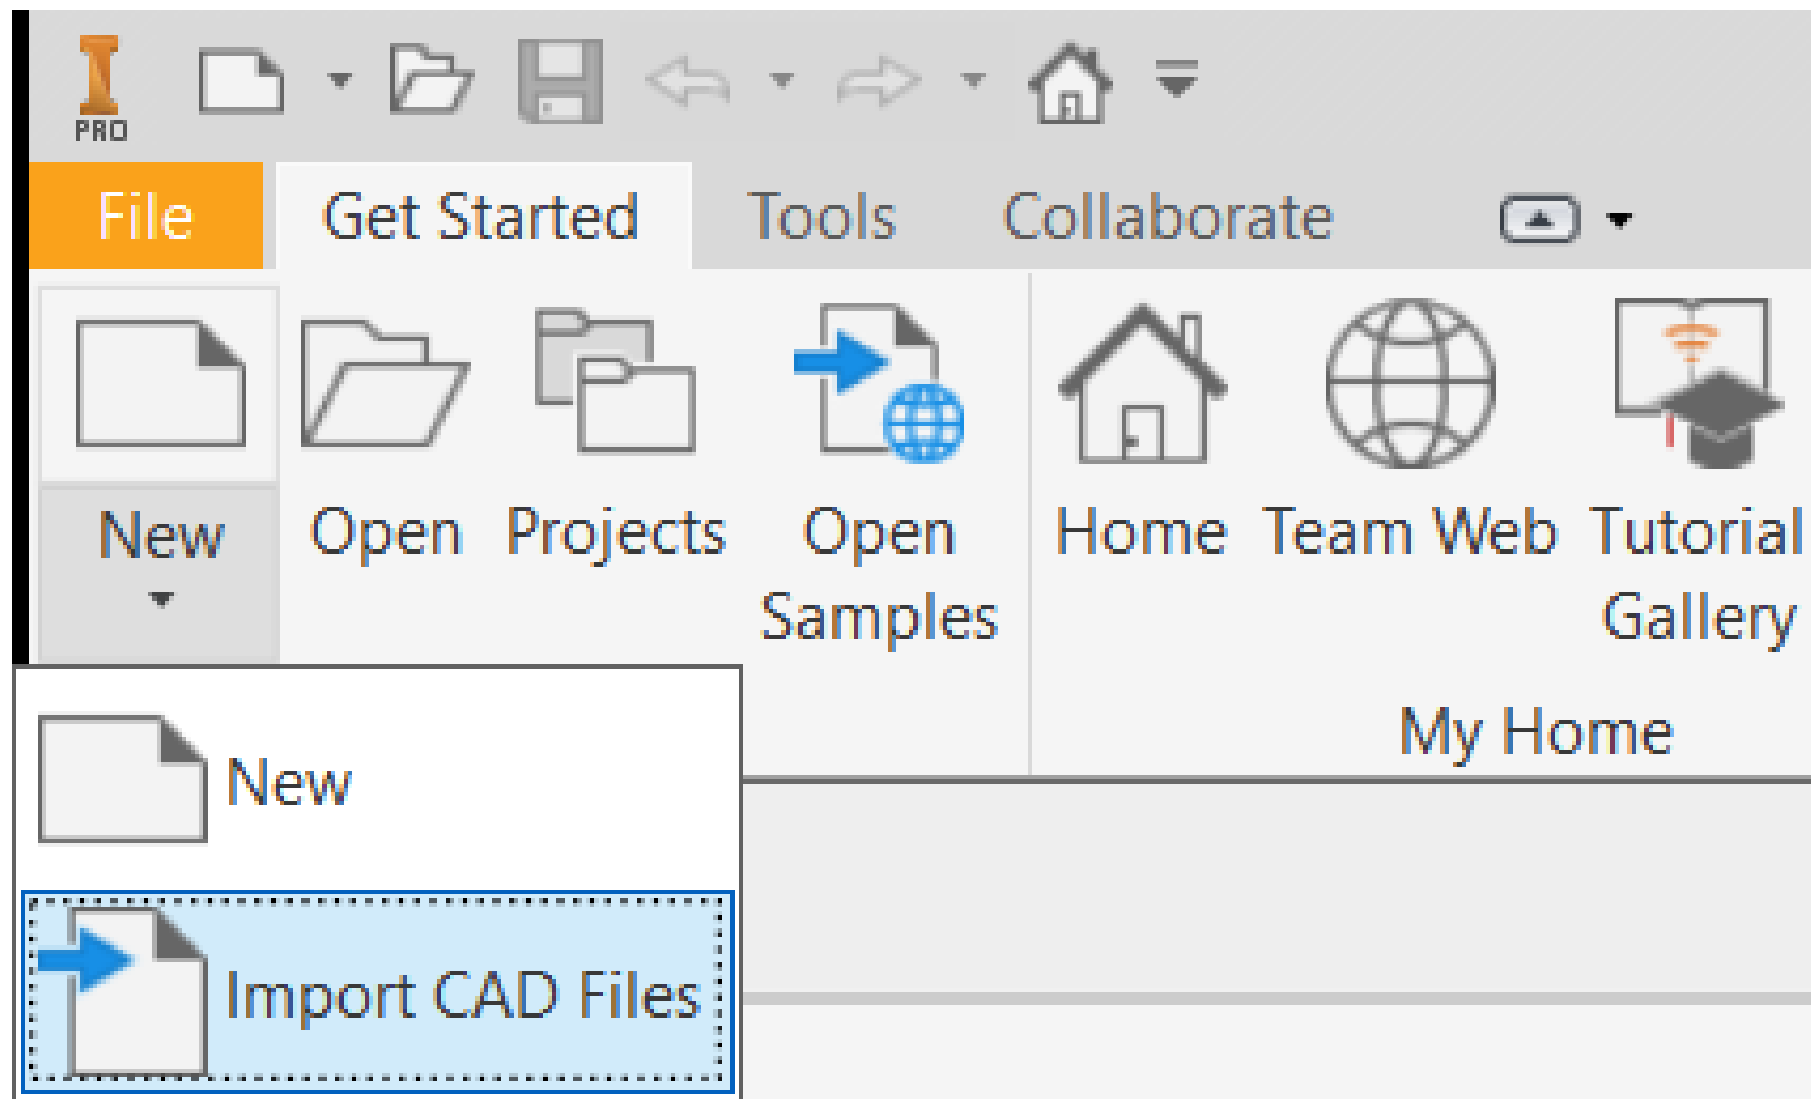 PRO
File Get Started Tools Collaborate
New Open Projects Open Samples Home Team Web Tutorial Gallery
My Home
New
Import CAD Files